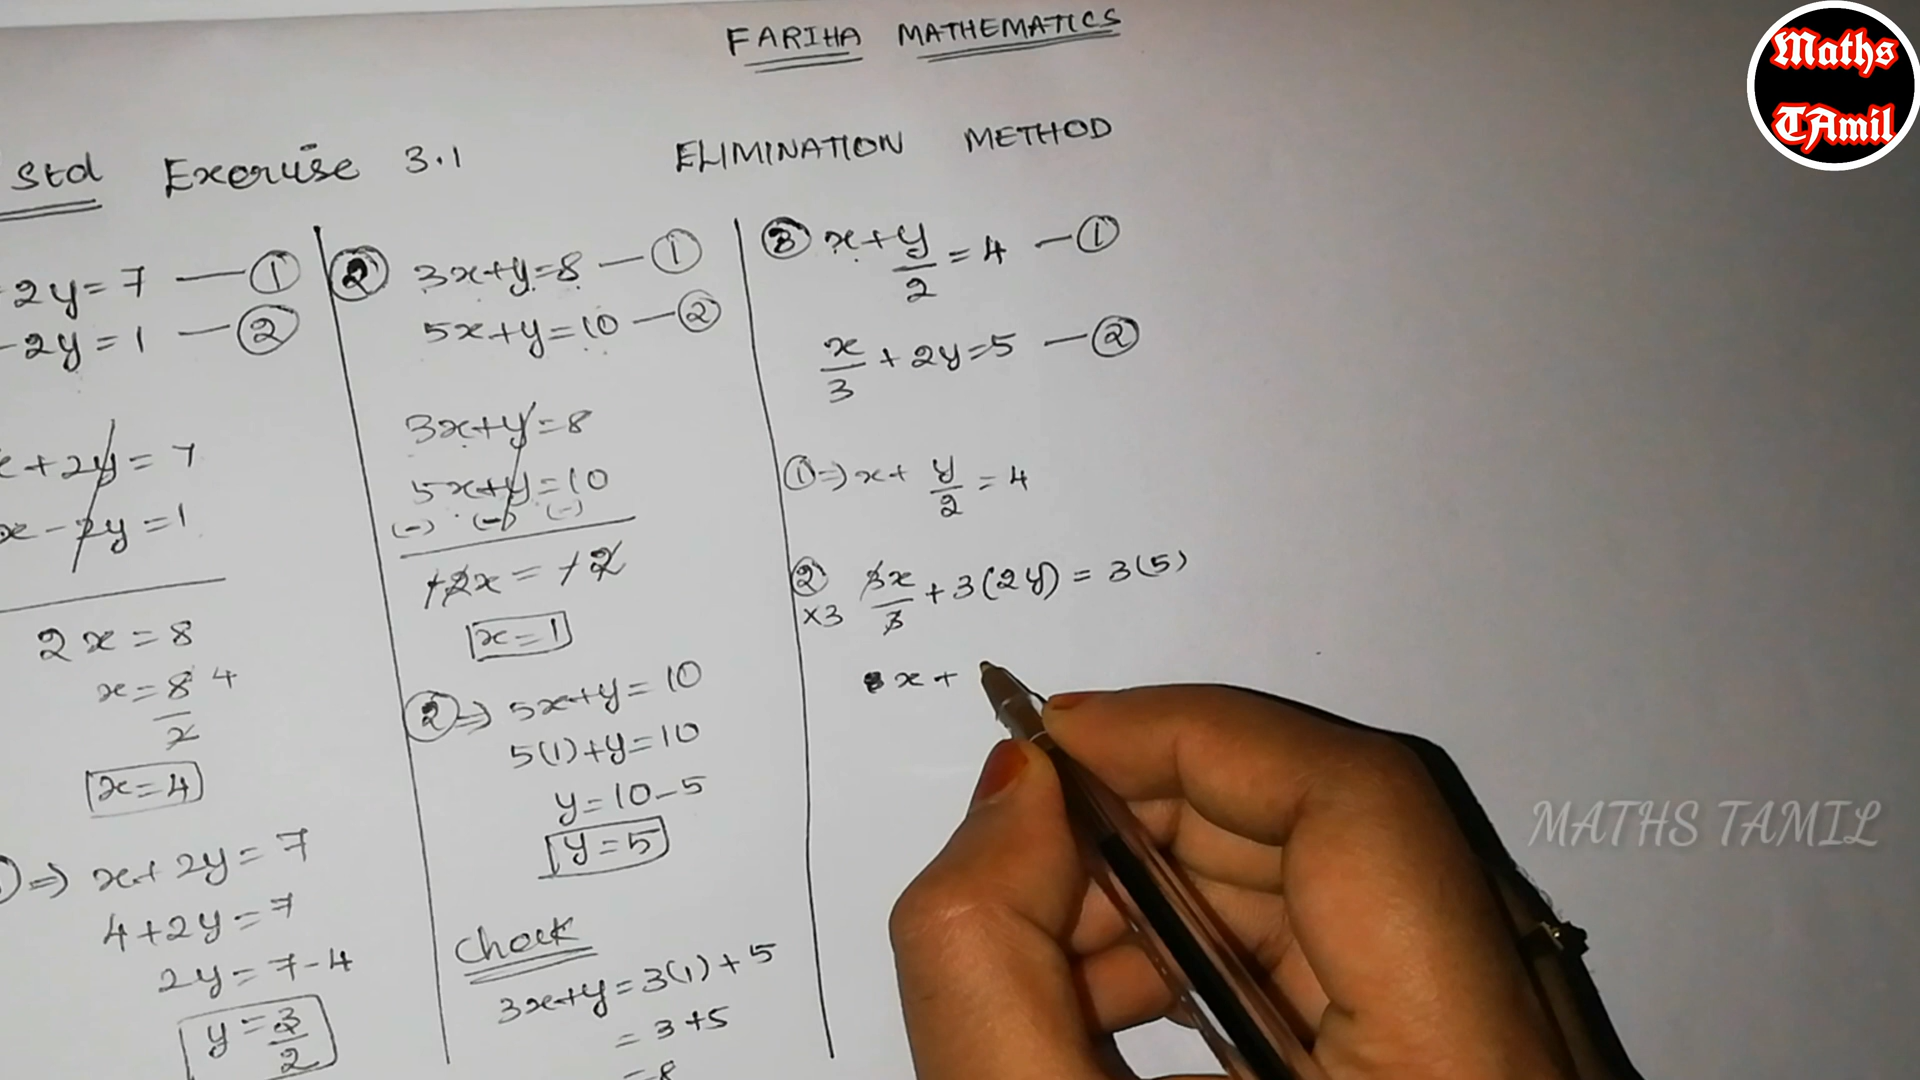 FARIHA MATHEMATICS
Maths
TAmil
Std Exercise 3.1
ELIMINATION METHOD
2y=7 — ①
-2y=1 — ②
x+2y=7
x-2y=1
2x=8
x=8/2 4
x=4
⇒ x+2y=7
4+2y=7
2y=7-4
y=3/2
② 3x+y=8 — ①
5x+y=10 — ②
3x+y=8
5x+y=10
(-) (-) (-)
+2x=+2
x=1
② ⇒ 5x+y=10
5(1)+y=10
y=10-5
y=5
Check
3x+y=3(1)+5
=3+5
=8
③ x+y/2=4 — ①
x/3+2y=5 — ②
①⇒ x+y/2=4
② ×3 3x/3+3(2y)=3(5)
x+
MATHS TAMIL